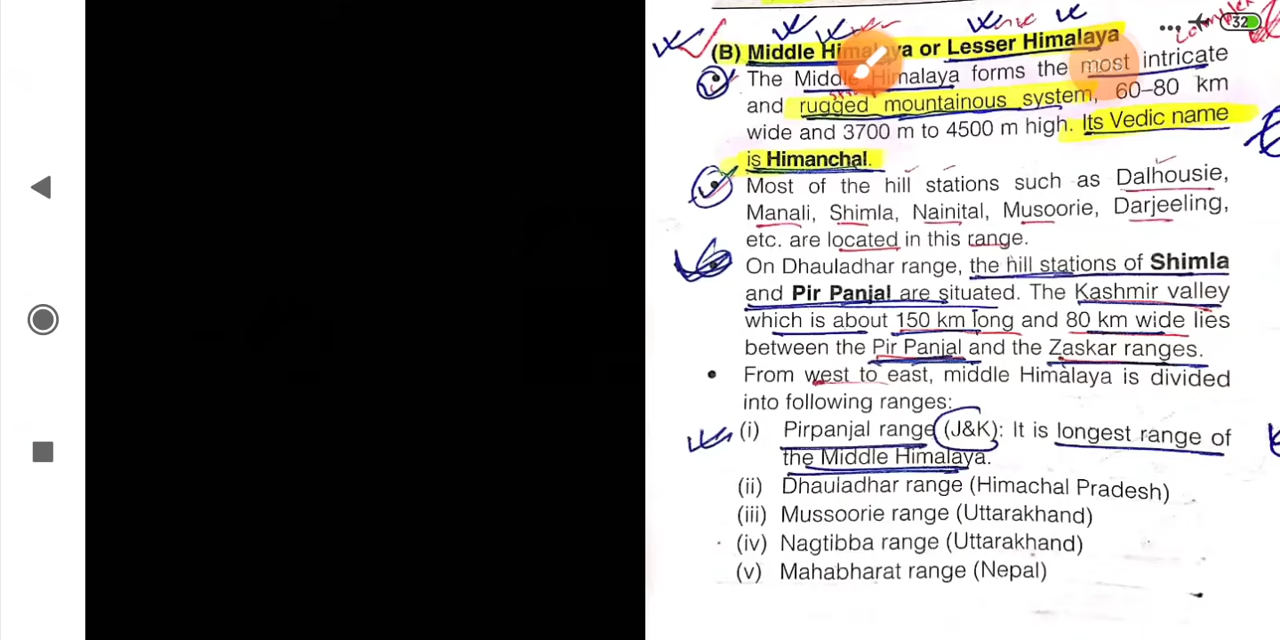 32
(B) Middle Himalaya or Lesser Himalaya
The Middle Himalaya forms the most intricate
and rugged mountainous system, 60–80 km
wide and 3700 m to 4500 m high. Its Vedic name
is Himanchal.
Most of the hill stations such as Dalhousie,
Manali, Shimla, Nainital, Musoorie, Darjeeling,
etc. are located in this range.
On Dhauladhar range, the hill stations of Shimla
and Pir Panjal are situated. The Kashmir valley
which is about 150 km long and 80 km wide lies
between the Pir Panjal and the Zaskar ranges.
• From west to east, middle Himalaya is divided
into following ranges:
(i) Pirpanjal range (J&K): It is longest range of
the Middle Himalaya.
(ii) Dhauladhar range (Himachal Pradesh)
(iii) Mussoorie range (Uttarakhand)
(iv) Nagtibba range (Uttarakhand)
(v) Mahabharat range (Nepal)